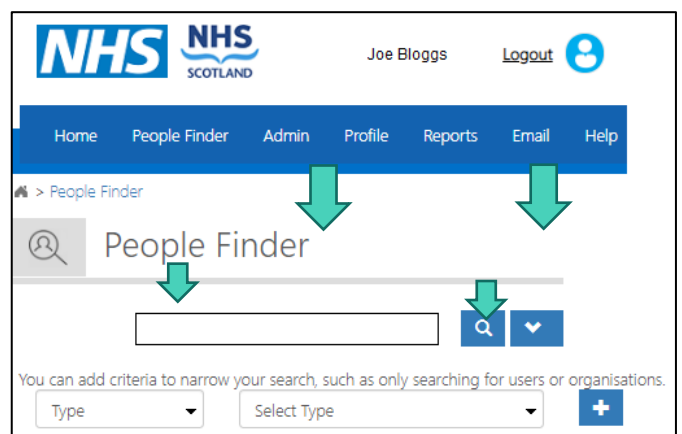 NHS NHS
SCOTLAND
Joe Bloggs Logout
Home People Finder Admin Profile Reports Email Help
> People Finder
People Finder
You can add criteria to narrow your search, such as only searching for users or organisations.
Type Select Type